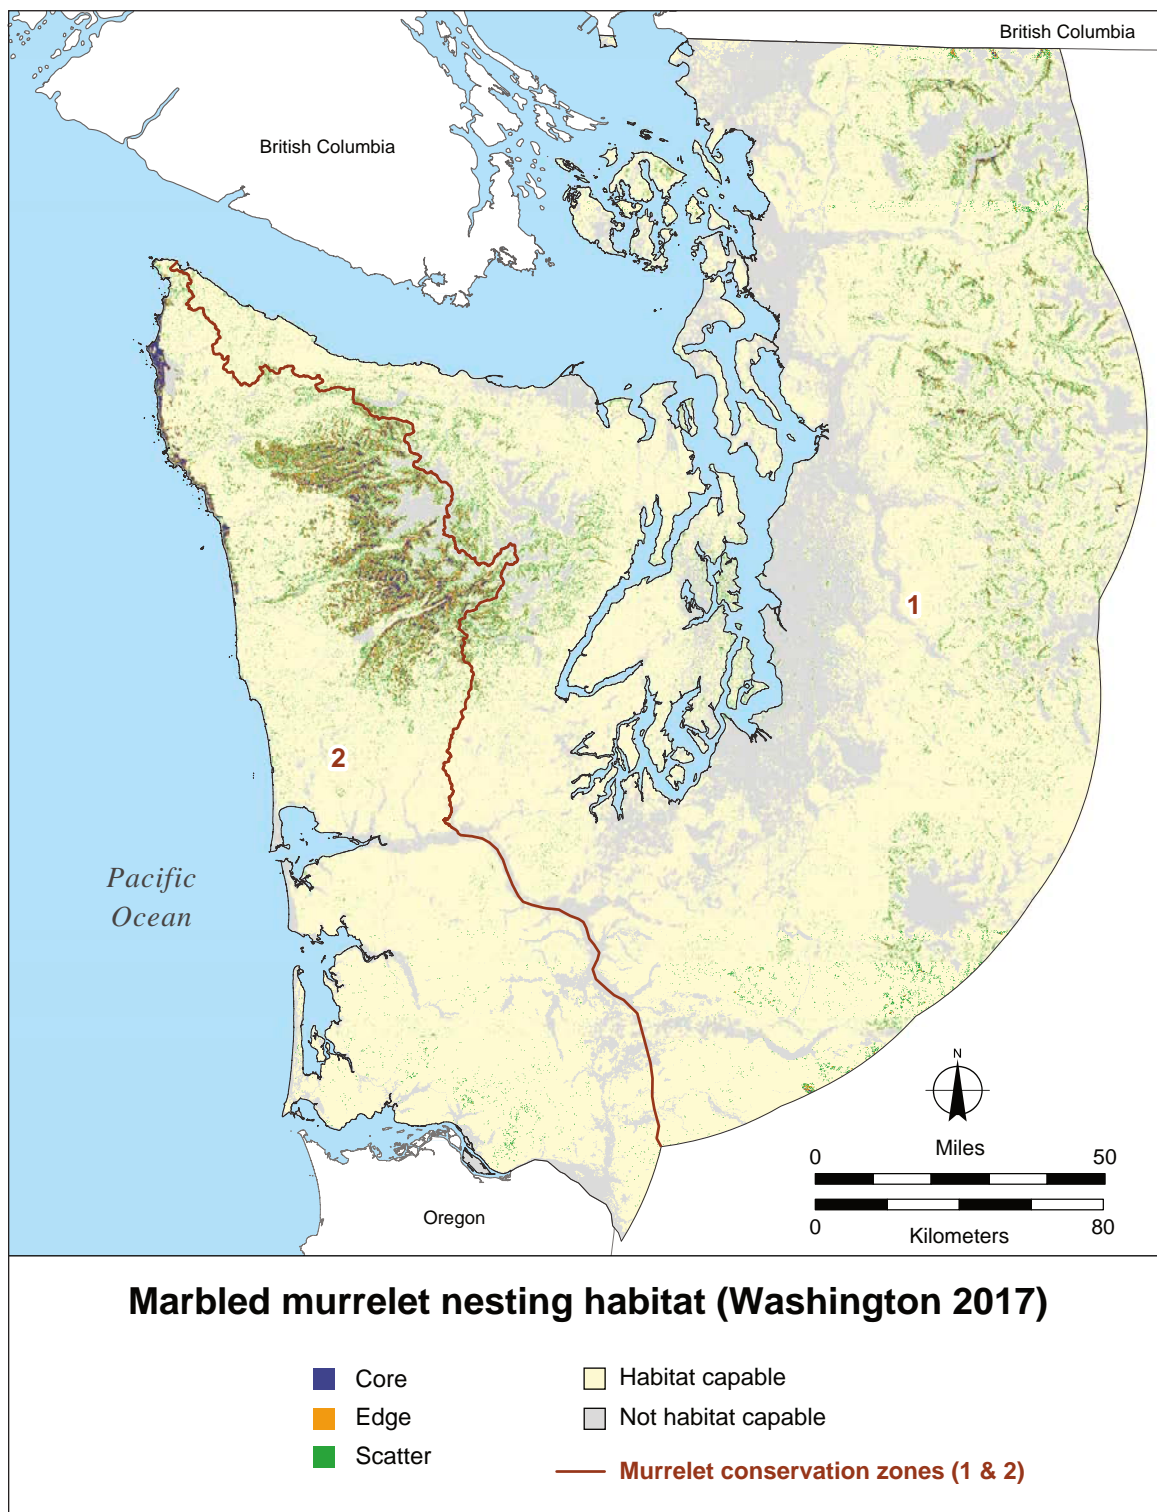 British Columbia
British Columbia
1
2
Pacific
Ocean
N
Miles
0 50
0 80
Kilometers
Oregon
Marbled murrelet nesting habitat (Washington 2017)
Core
Edge
Scatter
Habitat capable
Not habitat capable
Murrelet conservation zones (1 & 2)